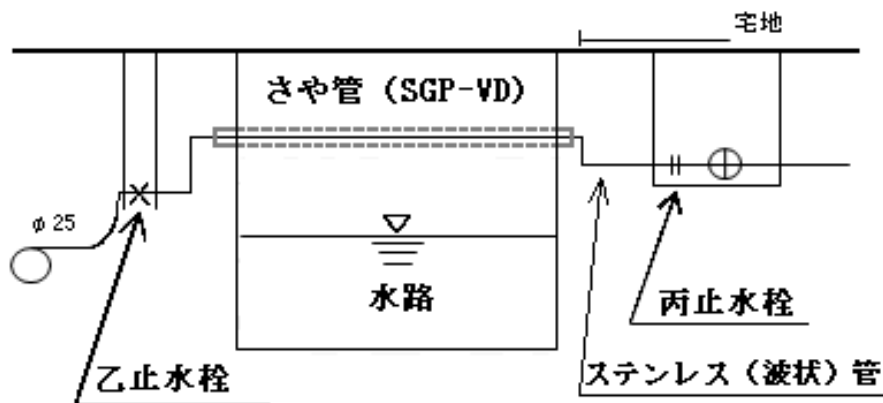 宅地
さや管（SGP-VD）
φ25
水路
丙止水栓
乙止水栓
ステンレス（波状）管